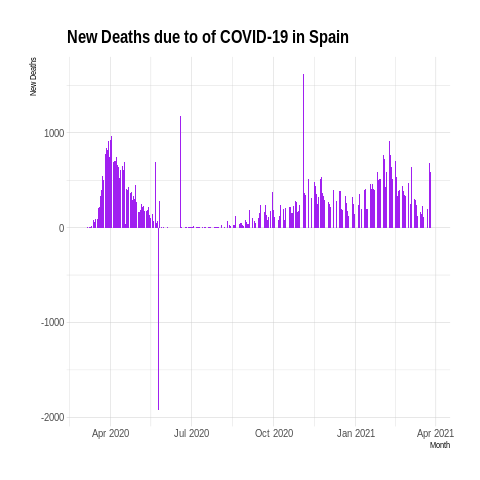 New Deaths due to of COVID-19 in Spain
New Deaths
1000
0
-1000
-2000
Apr 2020 Jul 2020 Oct 2020 Jan 2021 Apr 2021
Month